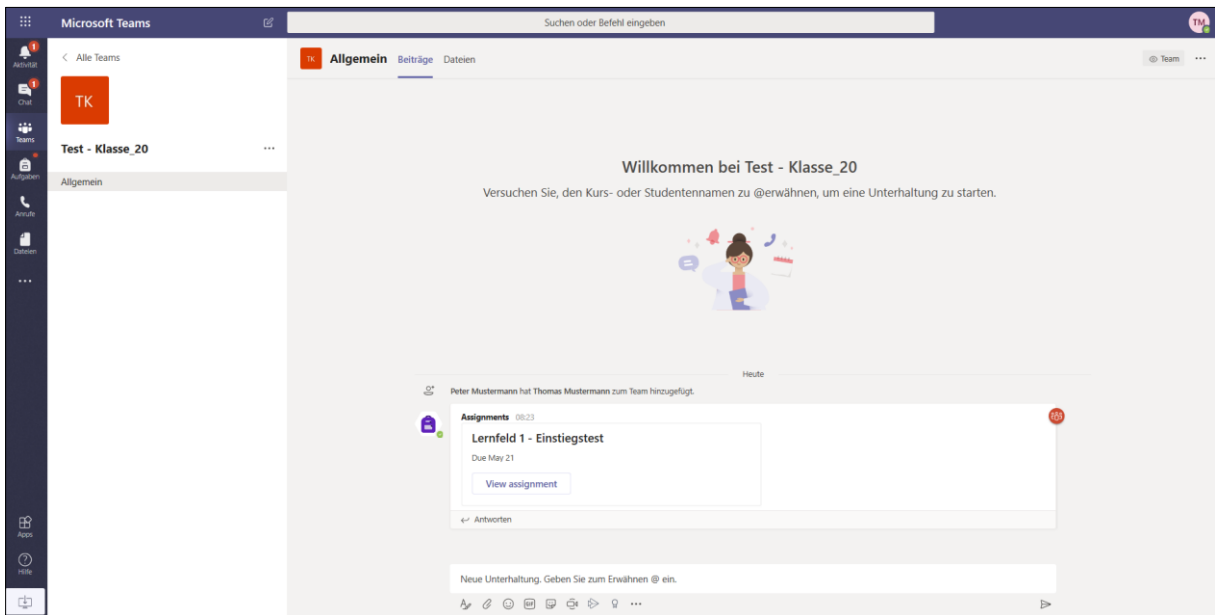 Microsoft Teams
Suchen oder Befehl eingeben
TM
1
Aktivität
1
Chat
Teams
Aufgaben
Anrufe
Dateien
Apps
Hilfe
Alle Teams
TK
Test - Klasse_20
Allgemein
TK
Allgemein Beiträge Dateien
Team
Willkommen bei Test - Klasse_20
Versuchen Sie, den Kurs- oder Studentennamen zu @erwähnen, um eine Unterhaltung zu starten.
Heute
Peter Mustermann hat Thomas Mustermann zum Team hinzugefügt.
Assignments 08:23
Lernfeld 1 - Einstiegstest
Due May 21
View assignment
Antworten
Neue Unterhaltung. Geben Sie zum Erwähnen @ ein.
GIF